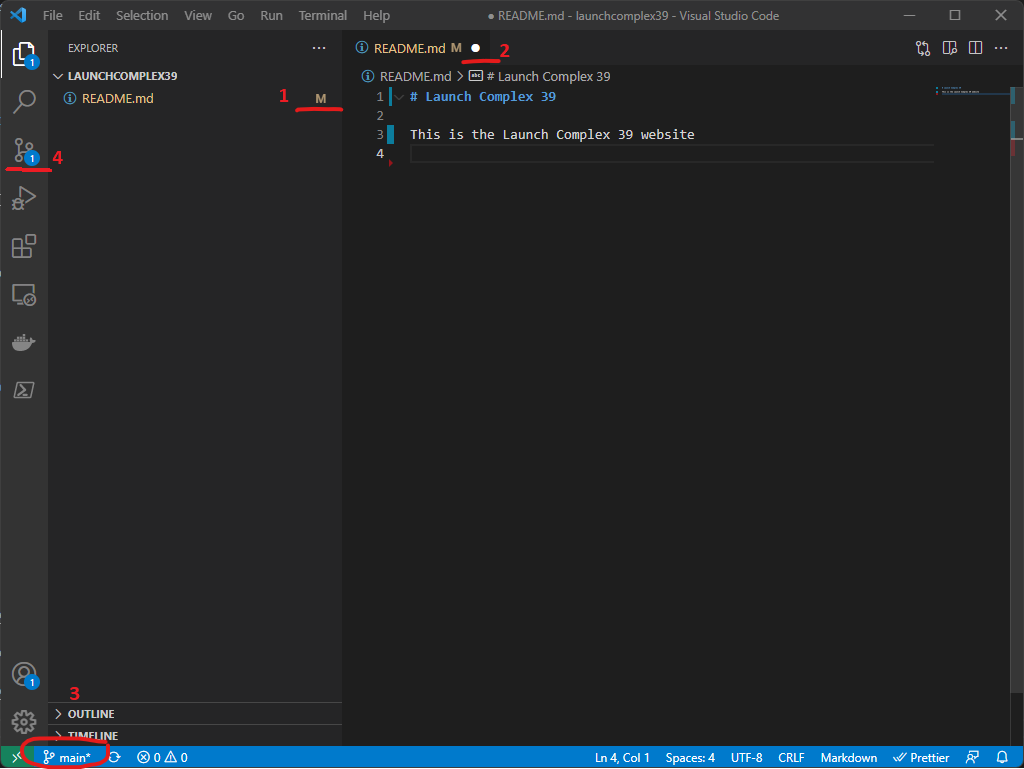 File Edit Selection View Go Run Terminal Help ● README.md - launchcomplex39 - Visual Studio Code
EXPLORER ...
README.md M ● 2
LAUNCHCOMPLEX39
README.md > # Launch Complex 39
README.md 1 M
1 # Launch Complex 39
2
3 This is the Launch Complex 39 website
4
1
1 4
1
3
OUTLINE
TIMELINE
main* 0 0 Ln 4, Col 1 Spaces: 4 UTF-8 CRLF Markdown Prettier